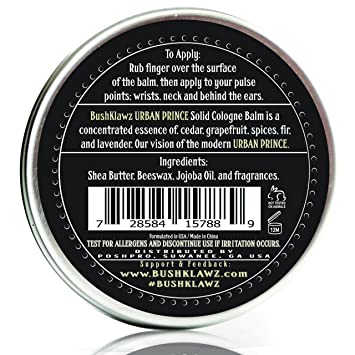 To Apply:
Rub finger over the surface
of the balm, then apply to your pulse
points: wrists, neck and behind the ears.
BushKlawz URBAN PRINCE Solid Cologne Balm is a
concentrated essence of, cedar, grapefruit, spices, fir,
and lavender. Our vision of the modern URBAN PRINCE.
Ingredients:
Shea Butter, Beeswax, Jojoba Oil, and fragrances.
7 28584 15788 9
NOT TESTED
ON ANIMALS
12M
Formulated in USA/ Made in China
TEST FOR ALLERGENS AND DISCONTINUE USE IF IRRITATION OCCURS.
DISTRIBUTED BY
POSHPRO, SUWANEE, GA USA
Support & Feedback:
WWW.BUSHKLAWZ.COM
#BUSHKLAWZ